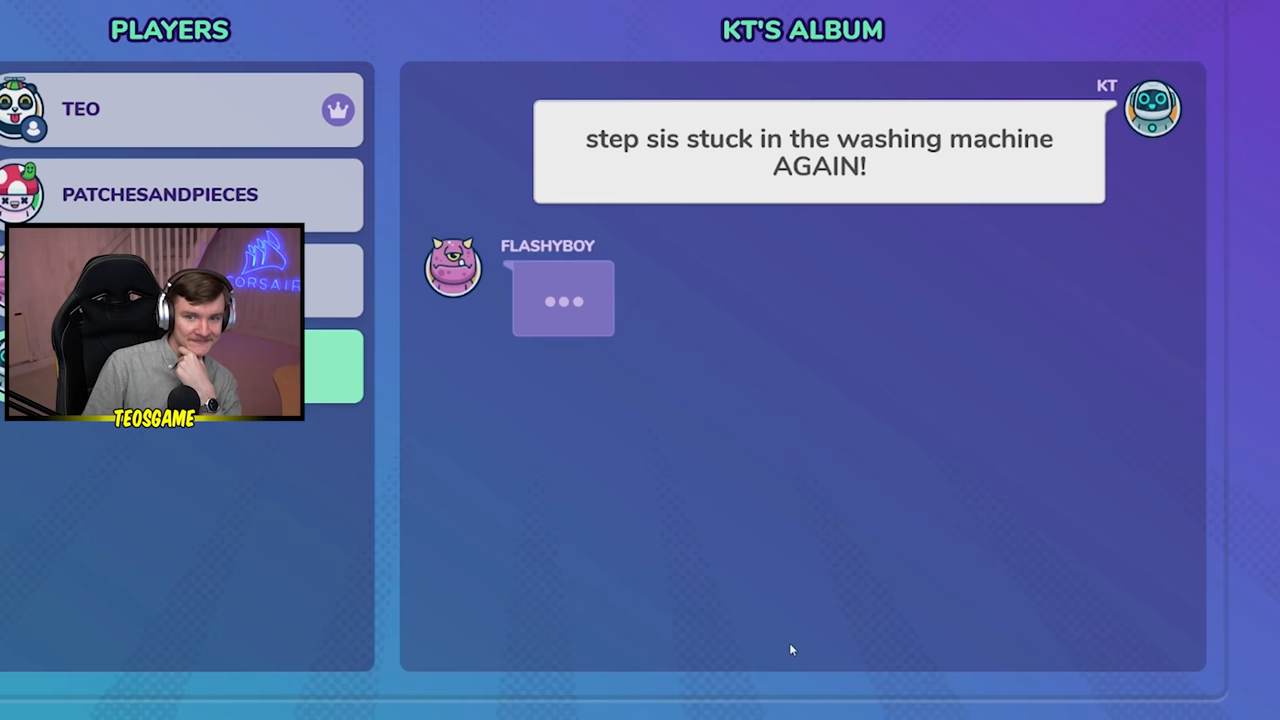 PLAYERS
KT'S ALBUM
TEO
PATCHESANDPIECES
CORSAIR
TEOSGAME
KT
step sis stuck in the washing machine
AGAIN!
FLASHYBOY